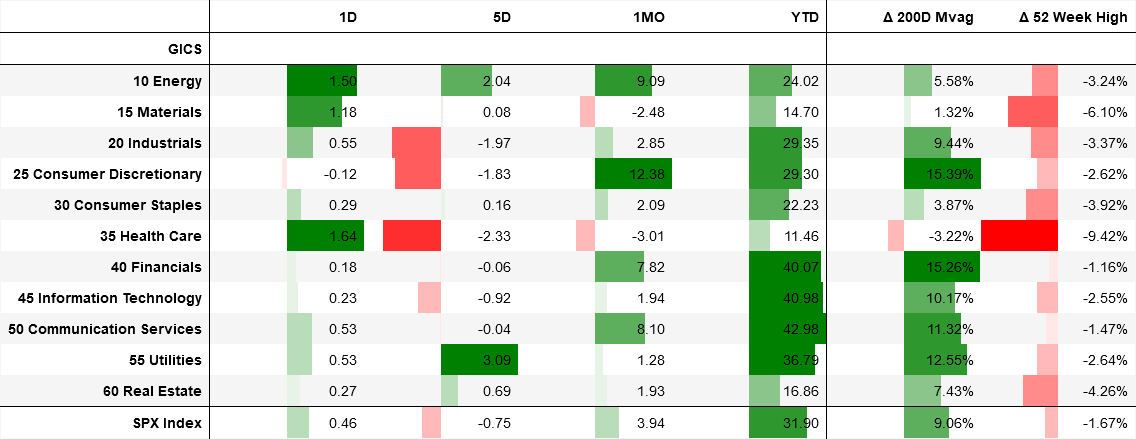 1D 5D 1MO YTD Δ 200D Mvag Δ 52 Week High
GICS
10 Energy 1.50 2.04 9.09 24.02 5.58% -3.24%
15 Materials 1.18 0.08 -2.48 14.70 1.32% -6.10%
20 Industrials 0.55 -1.97 2.85 29.35 9.44% -3.37%
25 Consumer Discretionary -0.12 -1.83 12.38 29.30 15.39% -2.62%
30 Consumer Staples 0.29 0.16 2.09 22.23 3.87% -3.92%
35 Health Care 1.64 -2.33 -3.01 11.46 -3.22% -9.42%
40 Financials 0.18 -0.06 7.82 40.07 15.26% -1.16%
45 Information Technology 0.23 -0.92 1.94 40.98 10.17% -2.55%
50 Communication Services 0.53 -0.04 8.10 42.98 11.32% -1.47%
55 Utilities 0.53 3.09 1.28 36.79 12.55% -2.64%
60 Real Estate 0.27 0.69 1.93 16.86 7.43% -4.26%
SPX Index 0.46 -0.75 3.94 31.90 9.06% -1.67%